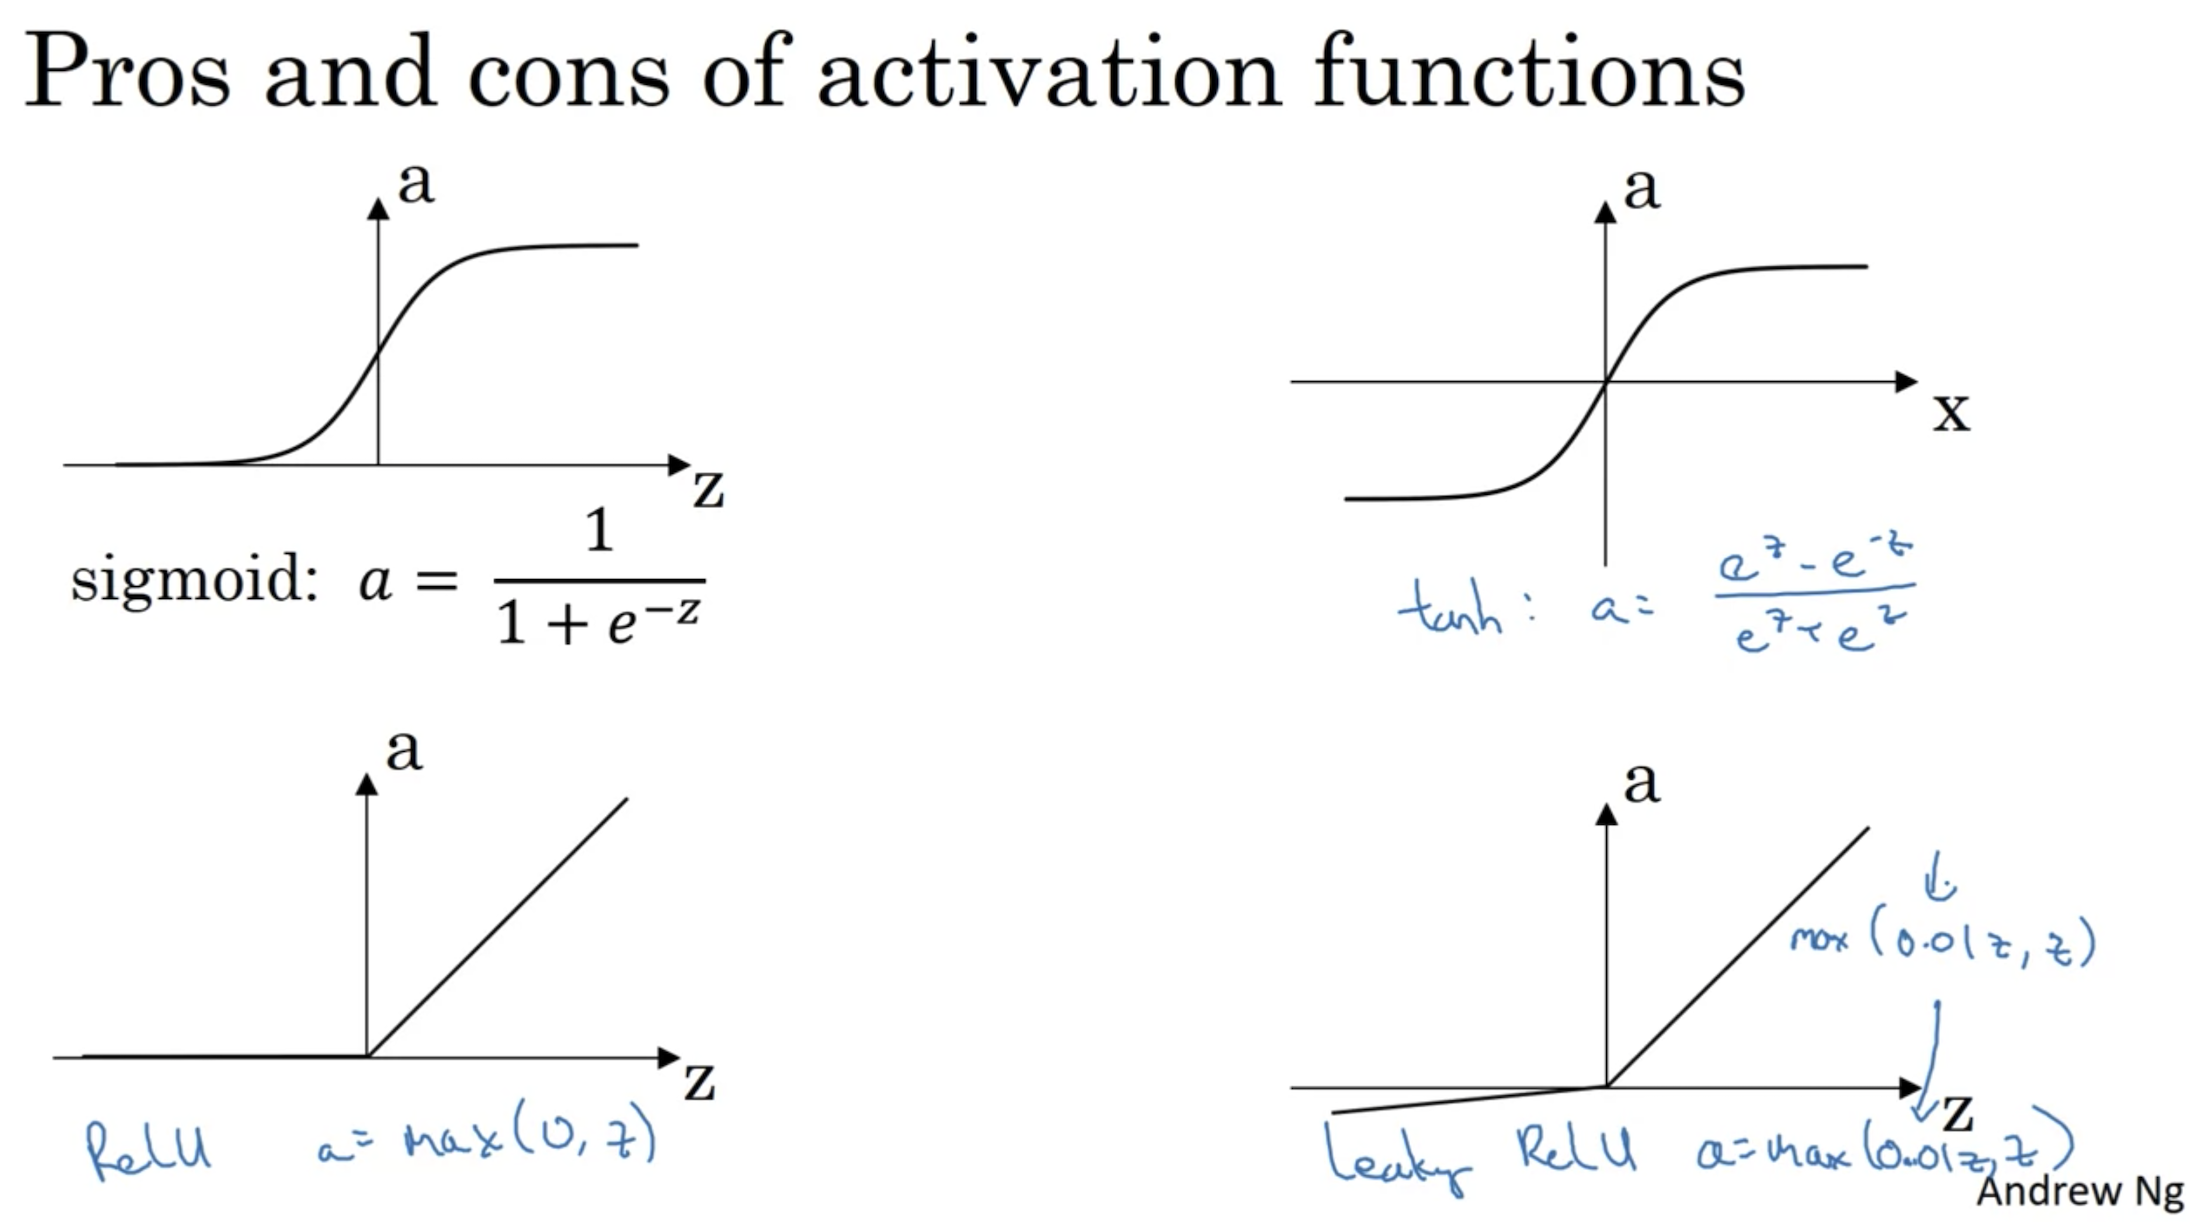 Pros and cons of activation functions
a
z
sigmoid: a = 1 / (1 + e^−z)
a
x
tanh: a = (e^z - e^-z) / (e^z + e^z)
a
z
ReLU a = max(0, z)
a
max(0.01z, z)
z
Leaky ReLU a = max(0.01z, z)
Andrew Ng